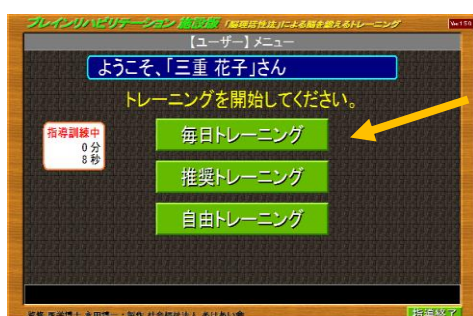 ブレインリハビリテーション 施設版 「脳活性法」による脳を鍛えるトレーニング
Ver.1.5.0
【ユーザー】メニュー
ようこそ、「三重 花子」さん
トレーニングを開始してください。
指導訓練中
0 分
8 秒
毎日トレーニング
推奨トレーニング
自由トレーニング
指導終了